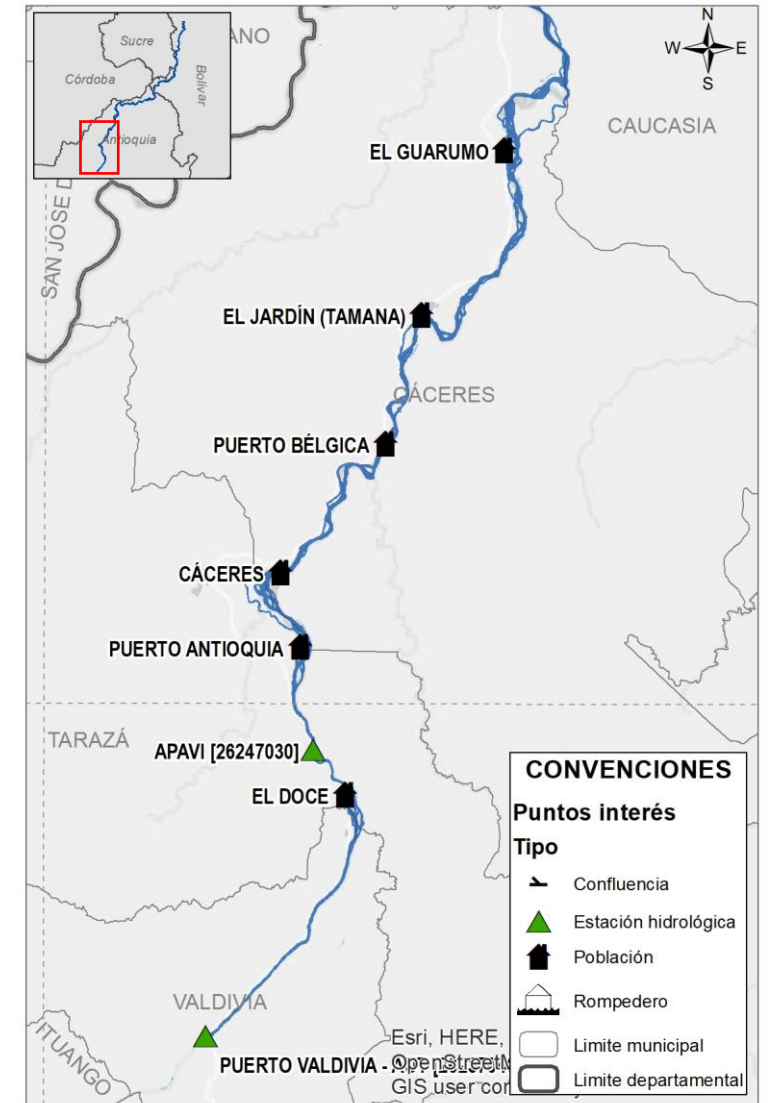 Sucre
Córdoba
Bolívar
Antioquia
ANO
N
W
E
S
CAUCASIA
EL GUARUMO
SAN JOSE D
EL JARDÍN (TAMANA)
CÁCERES
PUERTO BÉLGICA
CÁCERES
PUERTO ANTIOQUIA
TARAZÁ
APAVI [26247030]
EL DOCE
CONVENCIONES
Puntos interés
Tipo
Confluencia
Estación hidrológica
Población
Rompedero
Limite municipal
Limite departamental
VALDIVIA
ITUANGO
PUERTO VALDIVIA -
Esri, HERE,
GIS user